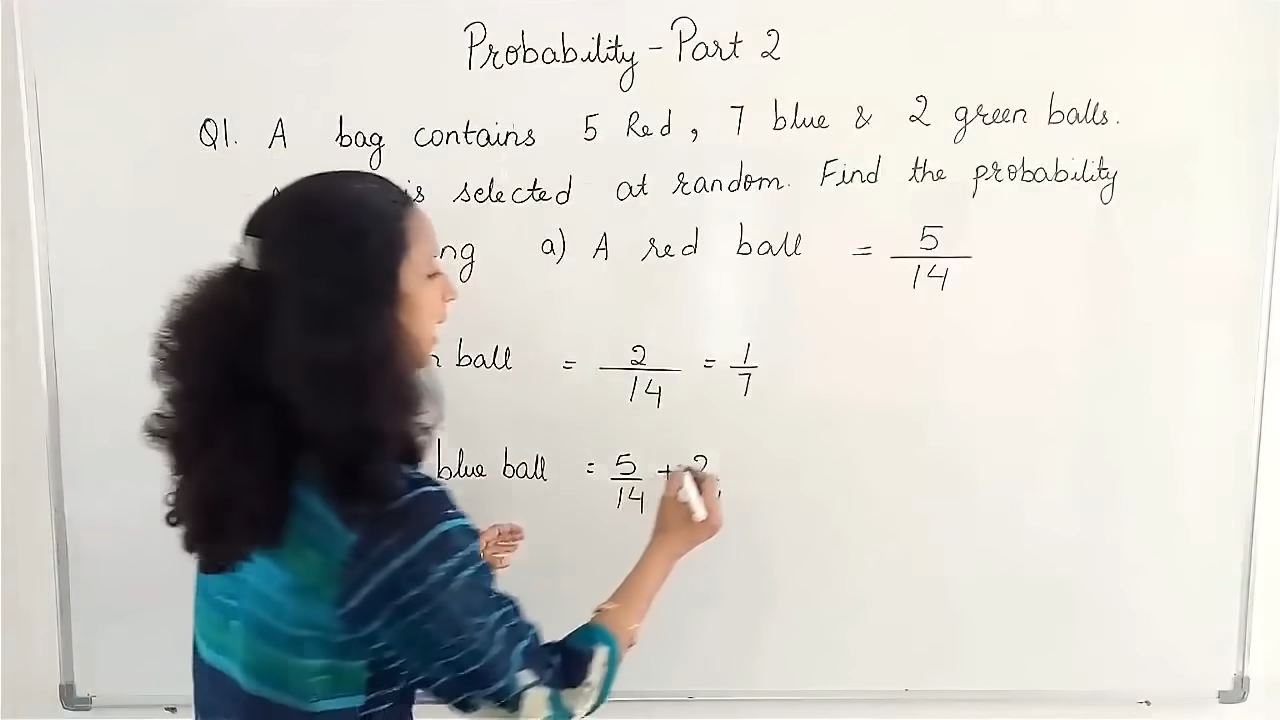 Probability - Part 2
Q1. A bag contains 5 Red, 7 blue & 2 green balls.
is selected at random. Find the probability
ng a) A red ball = 5/14
ball = 2/14 = 1/7
blue ball = 5/14 + 2